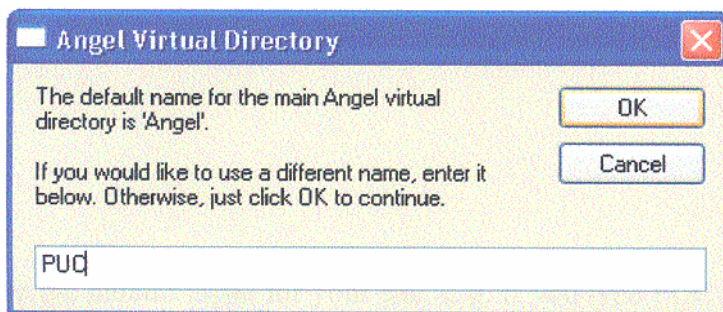 Angel Virtual Directory
The default name for the main Angel virtual
directory is 'Angel'.
OK
Cancel
If you would like to use a different name, enter it
below. Otherwise, just click OK to continue.
PUC